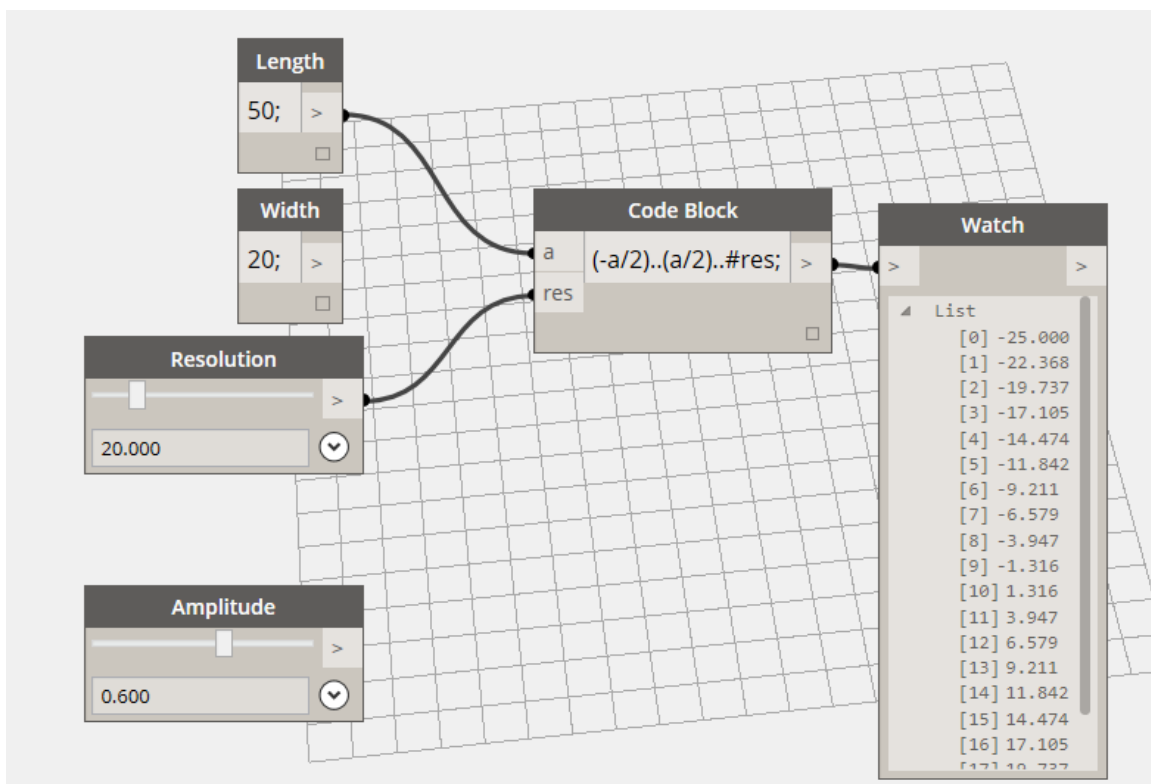 Length
50; >
Width
20; >
Resolution
>
20.000
Amplitude
>
0.600
Code Block
a (-a/2)..(a/2)..#res; >
res
Watch
> >
List
[0] -25.000
[1] -22.368
[2] -19.737
[3] -17.105
[4] -14.474
[5] -11.842
[6] -9.211
[7] -6.579
[8] -3.947
[9] -1.316
[10] 1.316
[11] 3.947
[12] 6.579
[13] 9.211
[14] 11.842
[15] 14.474
[16] 17.105
[17] 19.737